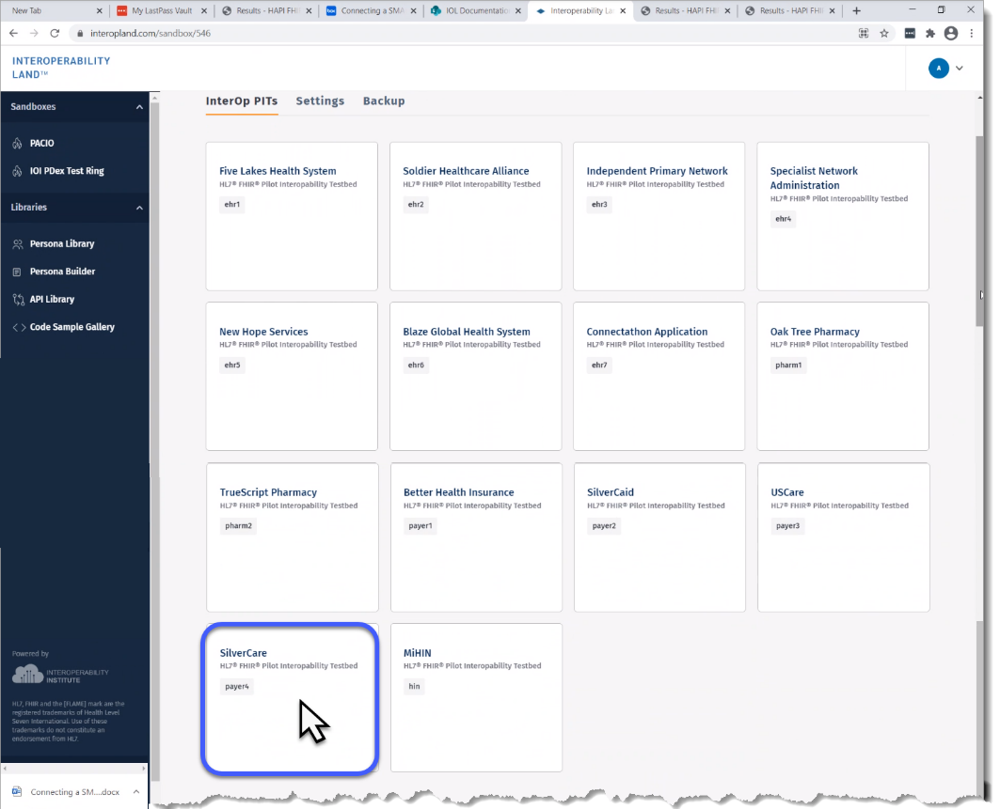 New Tab
My LastPass Vault
Results - HAPI FHI
Connecting a SMA
IOL Documentatio
Interoperability La
Results - HAPI FHI
Results - HAPI FHI
interopland.com/sandbox/546
INTEROPERABILITY
LAND™
A
Sandboxes
PACIO
IOI PDex Test Ring
Libraries
Persona Library
Persona Builder
API Library
Code Sample Gallery
Powered by
INTEROPERABILITY
INSTITUTE
HL7, FHIR and the [FLAME] mark are the
registered trademarks of Health Level
Seven International. Use of these
trademarks do not constitute an
endorsement from HL7.
Connecting a SM....docx
InterOp PITs
Settings
Backup
Five Lakes Health System
HL7® FHIR® Pilot Interopability Testbed
ehr1
Soldier Healthcare Alliance
HL7® FHIR® Pilot Interopability Testbed
ehr2
Independent Primary Network
HL7® FHIR® Pilot Interopability Testbed
ehr3
Specialist Network
Administration
HL7® FHIR® Pilot Interopability Testbed
ehr4
New Hope Services
HL7® FHIR® Pilot Interopability Testbed
ehr5
Blaze Global Health System
HL7® FHIR® Pilot Interopability Testbed
ehr6
Connectathon Application
HL7® FHIR® Pilot Interopability Testbed
ehr7
Oak Tree Pharmacy
HL7® FHIR® Pilot Interopability Testbed
pharm1
TrueScript Pharmacy
HL7® FHIR® Pilot Interopability Testbed
pharm2
Better Health Insurance
HL7® FHIR® Pilot Interopability Testbed
payer1
SilverCaid
HL7® FHIR® Pilot Interopability Testbed
payer2
USCare
HL7® FHIR® Pilot Interopability Testbed
payer3
SilverCare
HL7® FHIR® Pilot Interopability Testbed
payer4
MiHIN
HL7® FHIR® Pilot Interopability Testbed
hin